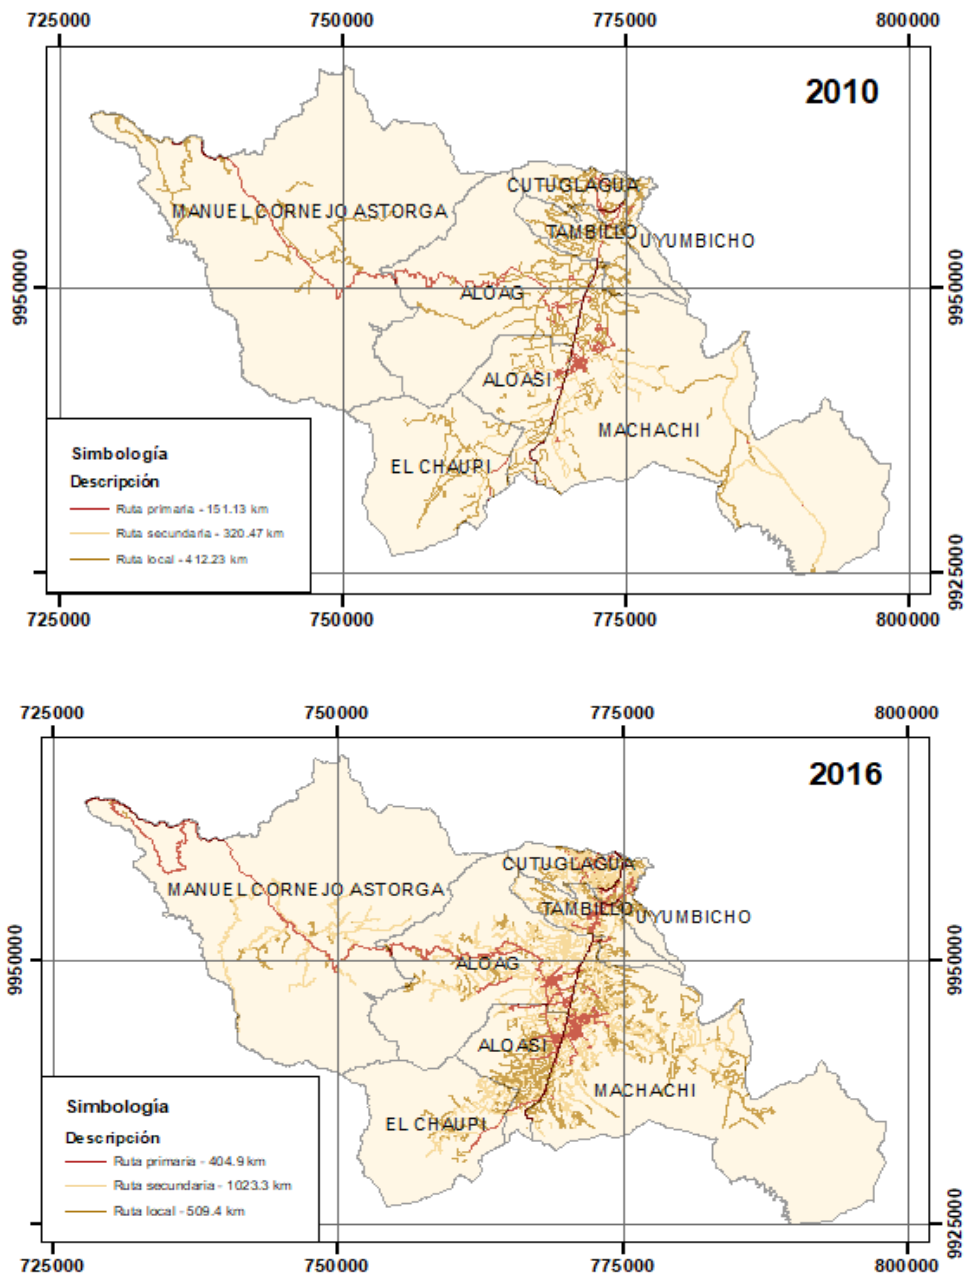 725000 750000 775000 800000
2010
CUTUGLAGUA
MANUEL CORNEJO ASTORGA
TAMBILLO
UYUMBICHO
9950000
ALOAG
9950000
ALOASI
MACHACHI
Simbología
EL CHAUPI
Descripción
Ruta primaria - 151.13 km
Ruta secundaria - 320.47 km
Ruta local - 412.23 km
9925000
725000 750000 775000 800000
725000 750000 775000 800000
2016
CUTUGLAGUA
MANUEL CORNEJO ASTORGA
TAMBILLO
UYUMBICHO
9950000
ALOAG
9950000
ALOASI
MACHACHI
Simbología
EL CHAUPI
Descripción
Ruta primaria - 404.9 km
Ruta secundaria - 1023.3 km
Ruta local - 509.4 km
9925000
725000 750000 775000 800000